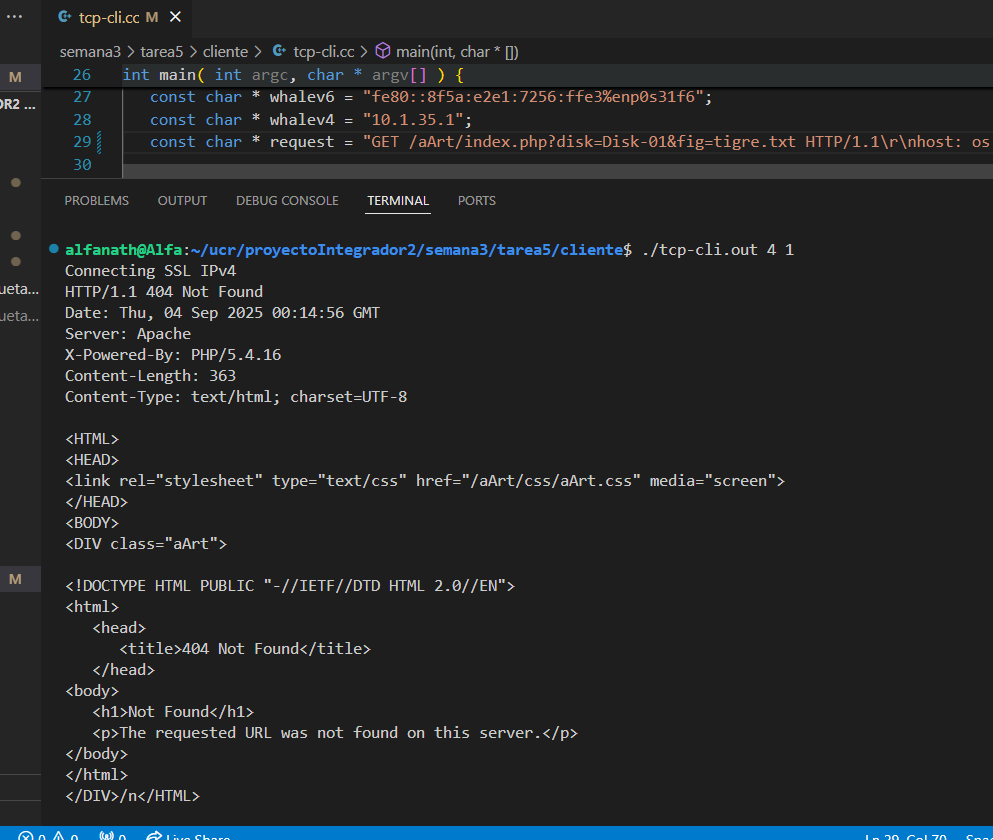 tcp-cli.cc M
semana3 > tarea5 > cliente > tcp-cli.cc > main(int, char * [])
M
26 int main( int argc, char * argv[] ) {
DR2 ...
27 const char * whalev6 = "fe80::8f5a:e2e1:7256:ffe3%enp0s31f6";
28 const char * whalev4 = "10.1.35.1";
29 const char * request = "GET /aArt/index.php?disk=Disk-01&fig=tigre.txt HTTP/1.1\r\nhost: os
30
PROBLEMS OUTPUT DEBUG CONSOLE TERMINAL PORTS
alfanath@Alfa:~/ucr/proyectoIntegrador2/semana3/tarea5/cliente$ ./tcp-cli.out 4 1
Connecting SSL IPv4
ueta...
HTTP/1.1 404 Not Found
ueta...
Date: Thu, 04 Sep 2025 00:14:56 GMT
Server: Apache
X-Powered-By: PHP/5.4.16
Content-Length: 363
Content-Type: text/html; charset=UTF-8
<HTML>
<HEAD>
<link rel="stylesheet" type="text/css" href="/aArt/css/aArt.css" media="screen">
</HEAD>
<BODY>
<DIV class="aArt">
M
<!DOCTYPE HTML PUBLIC "-//IETF//DTD HTML 2.0//EN">
<html>
<head>
<title>404 Not Found</title>
</head>
<body>
<h1>Not Found</h1>
<p>The requested URL was not found on this server.</p>
</body>
</html>
</DIV>/n</HTML>
0 0 0 Live Share Ln 29, Col 70 Spac